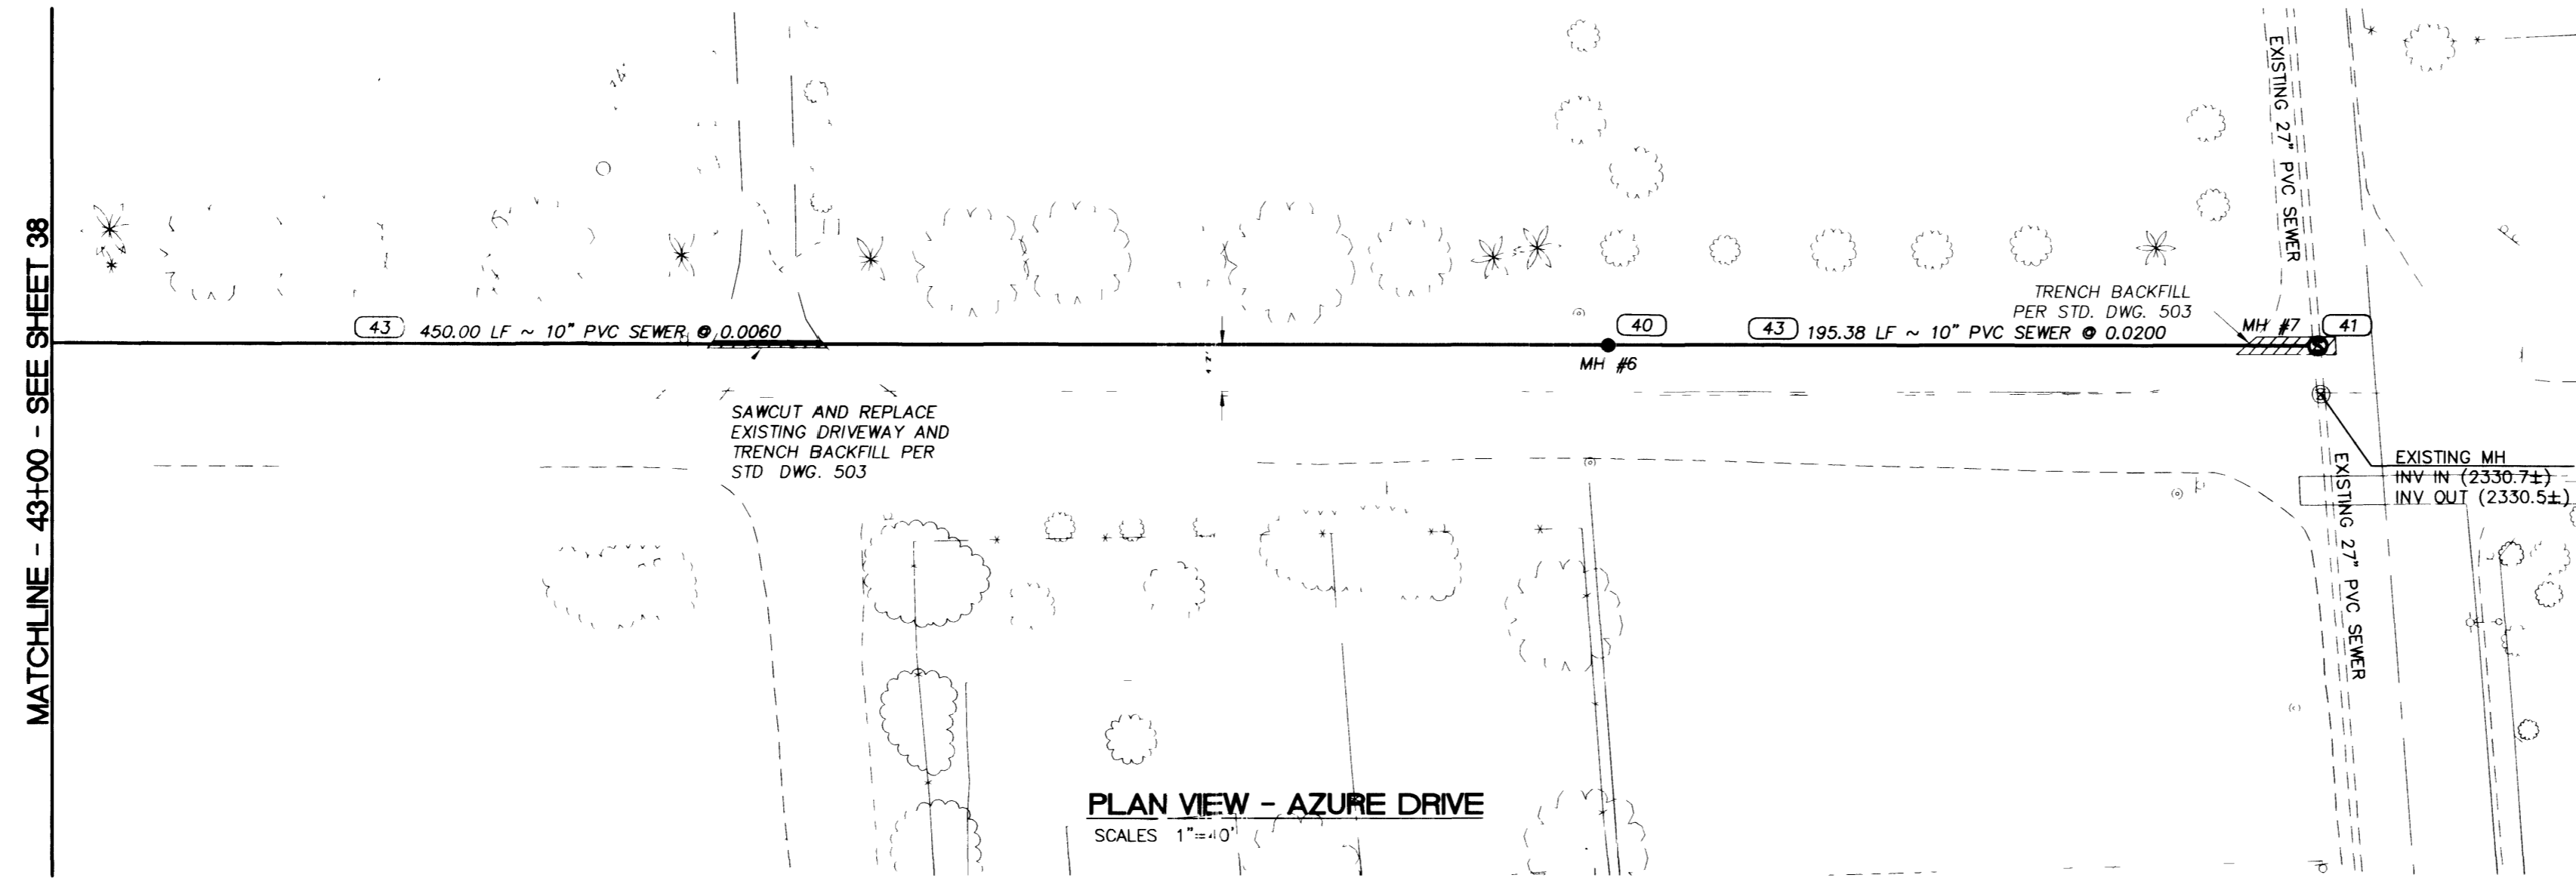 MATCHLINE - 43+00 - SEE SHEET 38
43 450.00 LF ~ 10" PVC SEWER @ 0.0060
SAWCUT AND REPLACE
EXISTING DRIVEWAY AND
TRENCH BACKFILL PER
STD DWG. 503
40
MH #6
43 195.38 LF ~ 10" PVC SEWER @ 0.0200
TRENCH BACKFILL
PER STD. DWG. 503
MH #7
41
EXISTING 27" PVC SEWER
EXISTING MH
INV IN (2330.7±)
INV OUT (2330.5±)
EXISTING 27" PVC SEWER
PLAN VIEW - AZURE DRIVE
SCALES 1"=40'